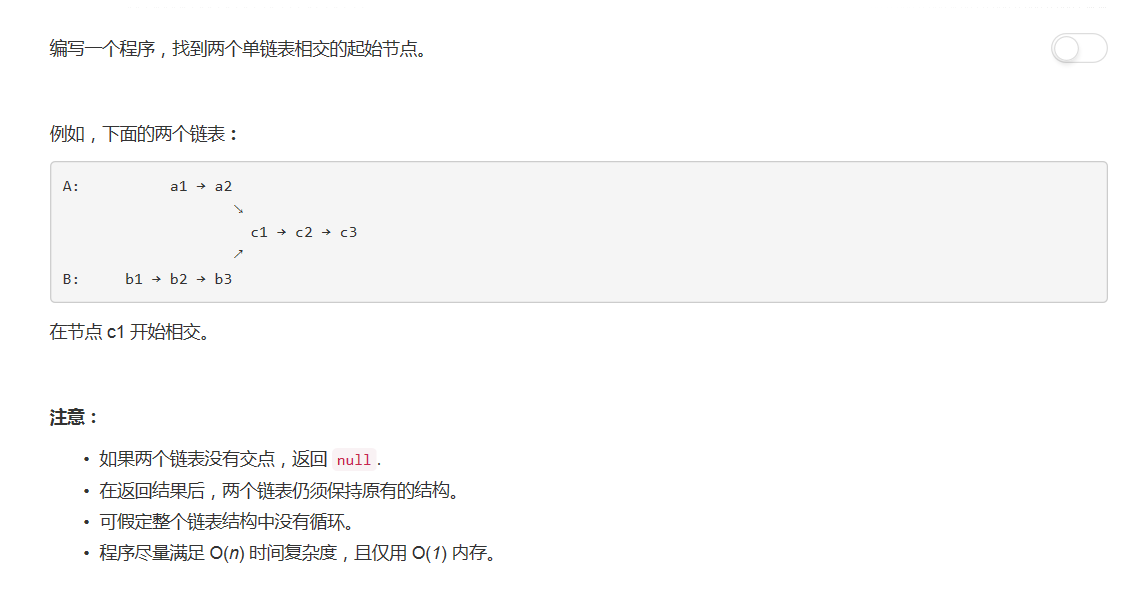 编写一个程序，找到两个单链表相交的起始节点。
例如，下面的两个链表：
A:          a1 → a2
                   ↘
                     c1 → c2 → c3
                   ↗
B:     b1 → b2 → b3
在节点 c1 开始相交。
注意：
• 如果两个链表没有交点，返回 null.
• 在返回结果后，两个链表仍须保持原有的结构。
• 可假定整个链表结构中没有循环。
• 程序尽量满足 O(n) 时间复杂度，且仅用 O(1) 内存。